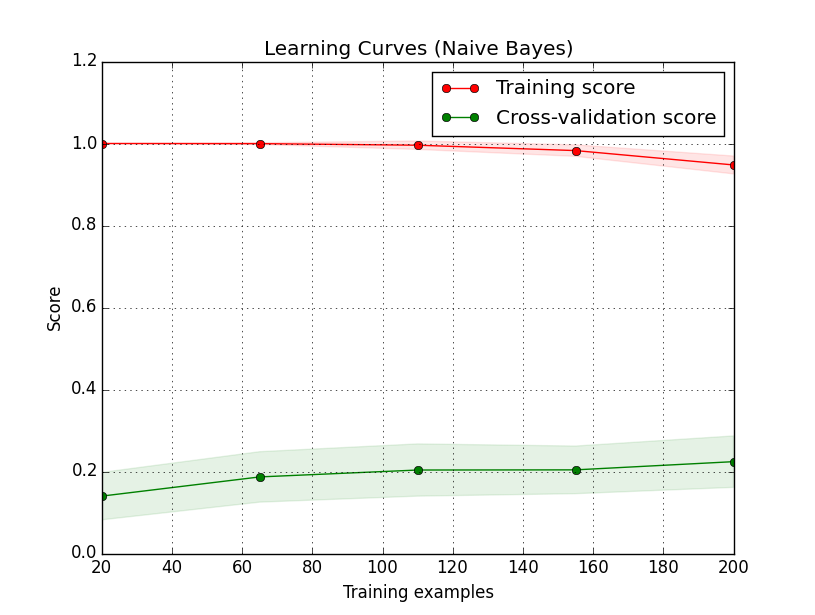 Learning Curves (Naive Bayes)
1.2
1.0
0.8
0.6
0.4
0.2
0.0
Score
Training score
Cross-validation score
20 40 60 80 100 120 140 160 180 200
Training examples